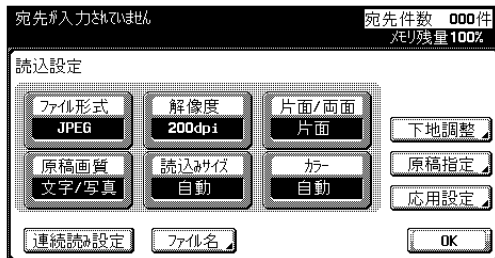 宛先が入力されていません
宛先件数 000件
メモリ残量100%
読込設定
ファイル形式 解像度 片面/両面
JPEG 200dpi 片面
下地調整
原稿画質 読込みサイズ カラー
文字/写真 自動 自動
原稿指定
応用設定
連続読み設定 ファイル名 OK